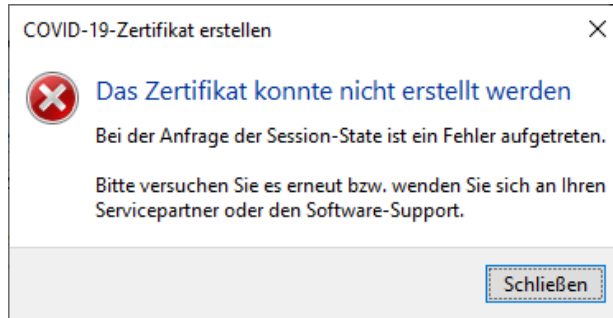 COVID-19-Zertifikat erstellen
Das Zertifikat konnte nicht erstellt werden
Bei der Anfrage der Session-State ist ein Fehler aufgetreten.
Bitte versuchen Sie es erneut bzw. wenden Sie sich an Ihren
Servicepartner oder den Software-Support.
Schließen